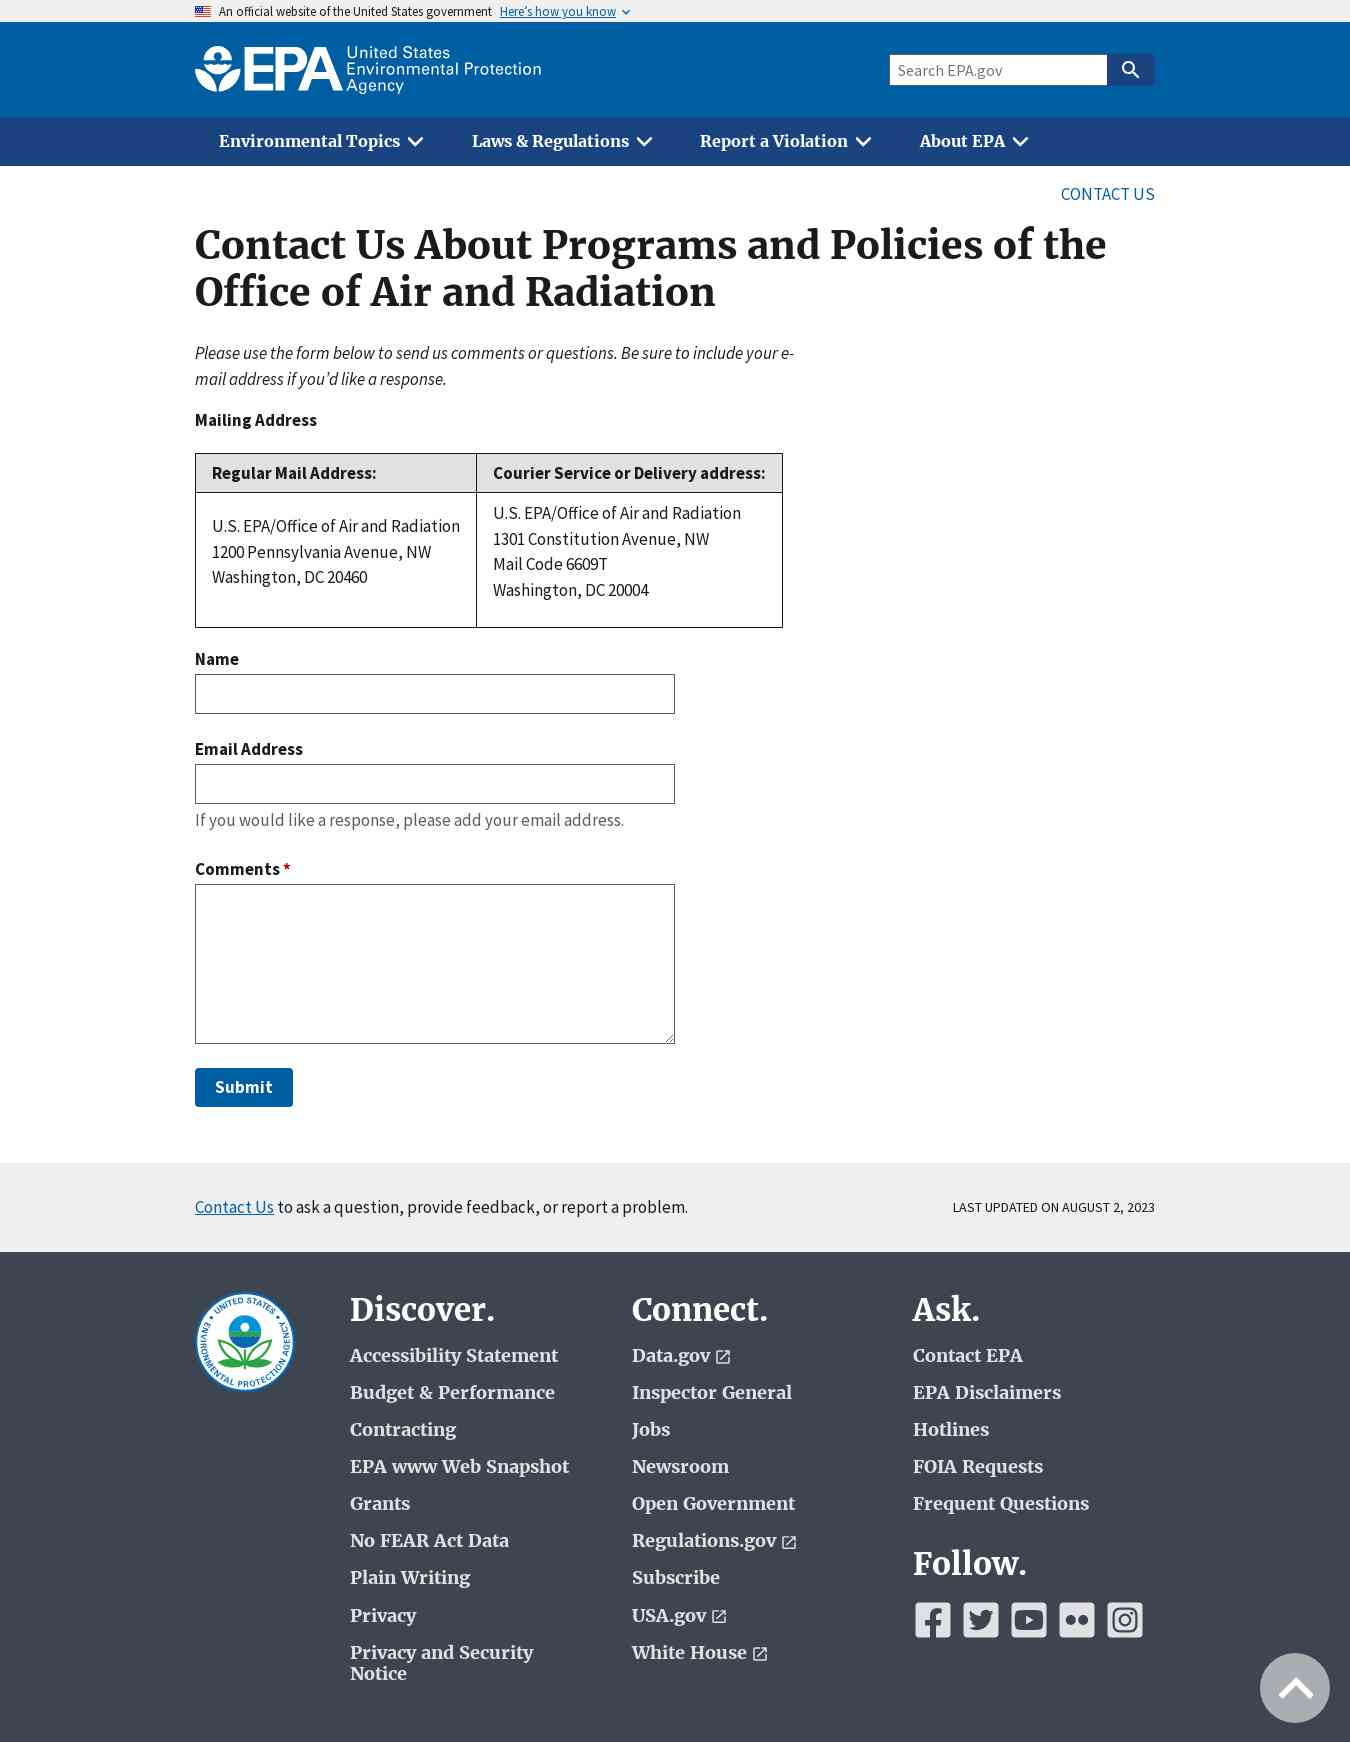 An official website of the United States government Here’s how you know
EPA United States
Environmental Protection
Agency
Search EPA.gov
Environmental Topics
Laws & Regulations
Report a Violation
About EPA
CONTACT US
Contact Us About Programs and Policies of the
Office of Air and Radiation
Please use the form below to send us comments or questions. Be sure to include your e-
mail address if you’d like a response.
Mailing Address
Regular Mail Address:
Courier Service or Delivery address:
U.S. EPA/Office of Air and Radiation
1200 Pennsylvania Avenue, NW
Washington, DC 20460
U.S. EPA/Office of Air and Radiation
1301 Constitution Avenue, NW
Mail Code 6609T
Washington, DC 20004
Name
Email Address
If you would like a response, please add your email address.
Comments *
Submit
Contact Us to ask a question, provide feedback, or report a problem.
LAST UPDATED ON AUGUST 2, 2023
UNITED STATES
ENVIRONMENTAL PROTECTION AGENCY
Discover.
Accessibility Statement
Budget & Performance
Contracting
EPA www Web Snapshot
Grants
No FEAR Act Data
Plain Writing
Privacy
Privacy and Security
Notice
Connect.
Data.gov
Inspector General
Jobs
Newsroom
Open Government
Regulations.gov
Subscribe
USA.gov
White House
Ask.
Contact EPA
EPA Disclaimers
Hotlines
FOIA Requests
Frequent Questions
Follow.